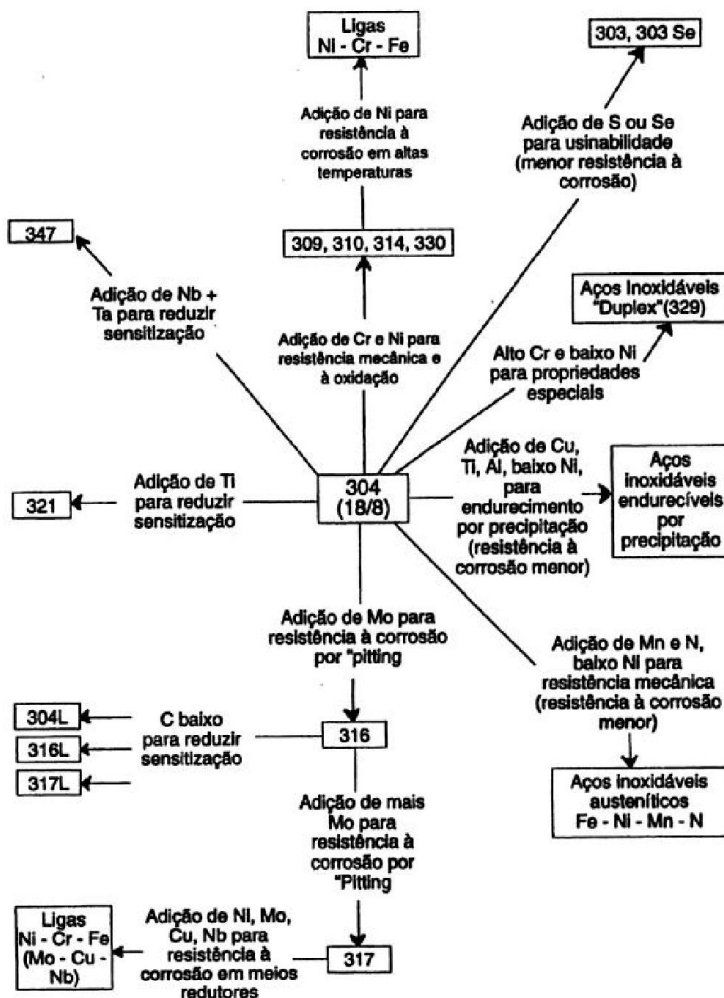 Ligas
Ni - Cr - Fe
303, 303 Se
Adição de Ni para
resistência à
corrosão em altas
temperaturas
Adição de S ou Se
para usinabilidade
(menor resistência à
corrosão)
347
309, 310, 314, 330
Adição de Nb +
Ta para reduzir
sensitização
Adição de Cr e Ni para
resistência mecânica e
à oxidação
Aços Inoxidáveis
"Duplex"(329)
Alto Cr e baixo Ni
para propriedades
especiais
321
Adição de Ti
para reduzir
sensitização
304
(18/8)
Adição de Cu,
Ti, Al, baixo Ni,
para
endurecimento
por precipitação
(resistência à
corrosão menor)
Aços
inoxidáveis
endurecíveis
por
precipitação
Adição de Mo para
resistência à corrosão
por "pitting
Adição de Mn e N,
baixo Ni para
resistência mecânica
(resistência à corrosão
menor)
304L
316L
317L
C baixo
para reduzir
sensitização
316
Aços inoxidáveis
austeníticos
Fe - Ni - Mn - N
Adição de mais
Mo para
resistência à
corrosão por
"Pitting
Ligas
Ni - Cr - Fe
(Mo - Cu -
Nb)
Adição de Ni, Mo,
Cu, Nb para
resistência à
corrosão em meios
redutores
317